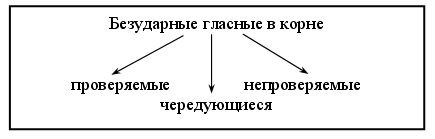 Безударные гласные в корне
проверяемые непроверяемые
чередующиеся